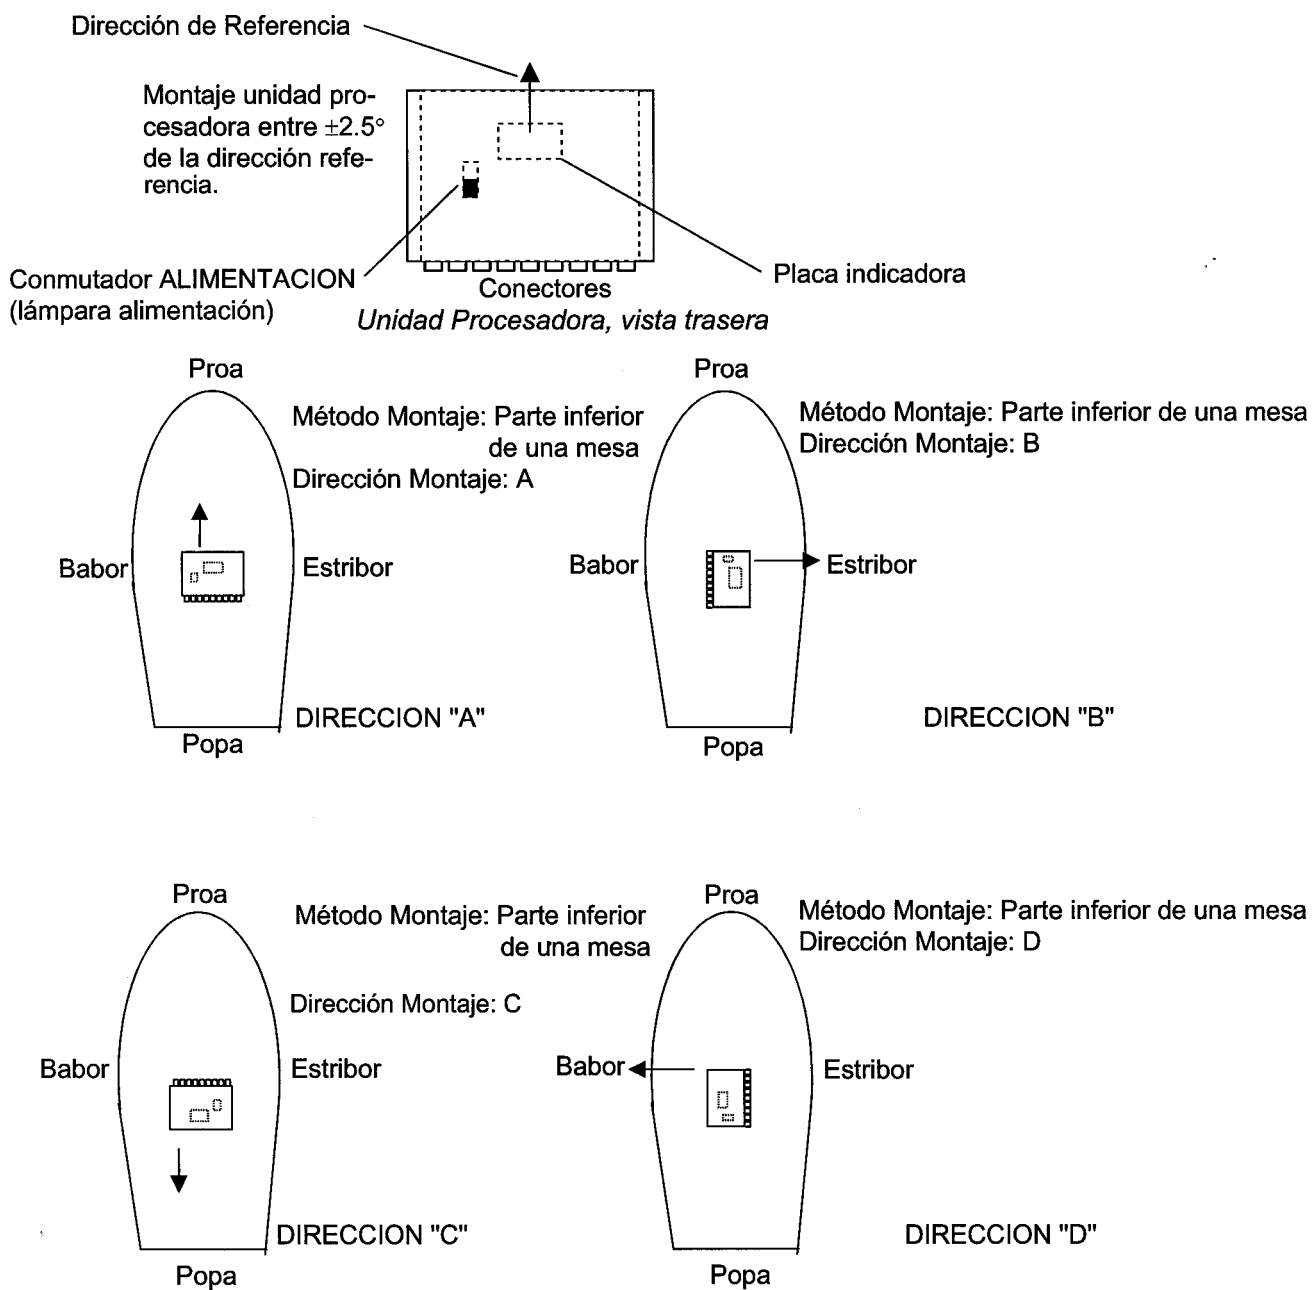 Dirección de Referencia
Montaje unidad pro-
cesadora entre ±2.5°
de la dirección refe-
rencia.
Conmutador ALIMENTACION
(lámpara alimentación)
Placa indicadora
Conectores
Unidad Procesadora, vista trasera
Proa
Método Montaje: Parte inferior
de una mesa
Dirección Montaje: A
Babor
Estribor
DIRECCION "A"
Popa
Proa
Método Montaje: Parte inferior de una mesa
Dirección Montaje: B
Babor
Estribor
DIRECCION "B"
Popa
Proa
Método Montaje: Parte inferior
de una mesa
Dirección Montaje: C
Babor
Estribor
DIRECCION "C"
Popa
Proa
Método Montaje: Parte inferior de una mesa
Dirección Montaje: D
Babor
Estribor
DIRECCION "D"
Popa